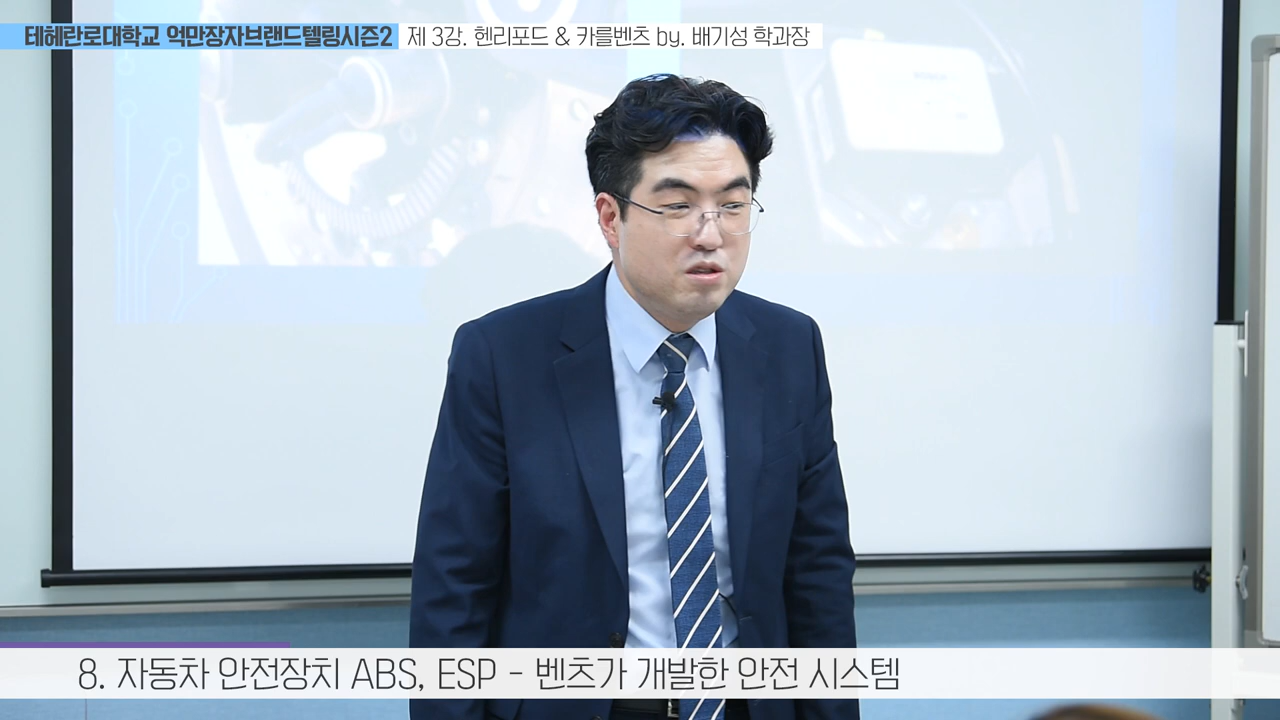 테헤란로대학교 억만장자브랜드텔링시즌2 제 3강. 헨리포드 & 카를벤츠 by. 배기성 학과장
8. 자동차 안전장치 ABS, ESP - 벤츠가 개발한 안전 시스템